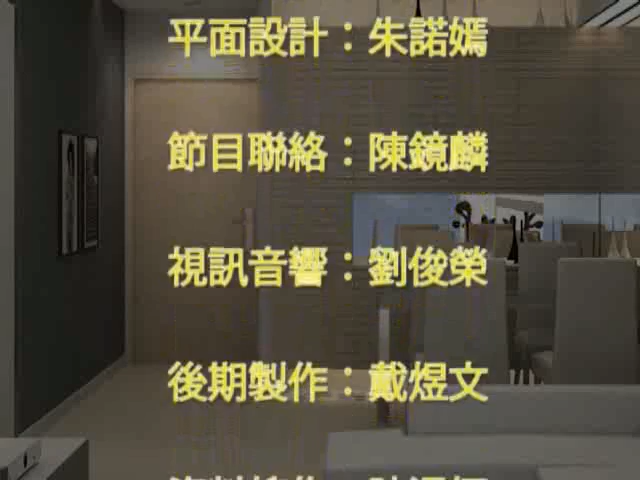 平面設計：朱諾嫣
節目聯絡：陳鏡麟
視訊音響：劉俊榮
後期製作：戴煜文